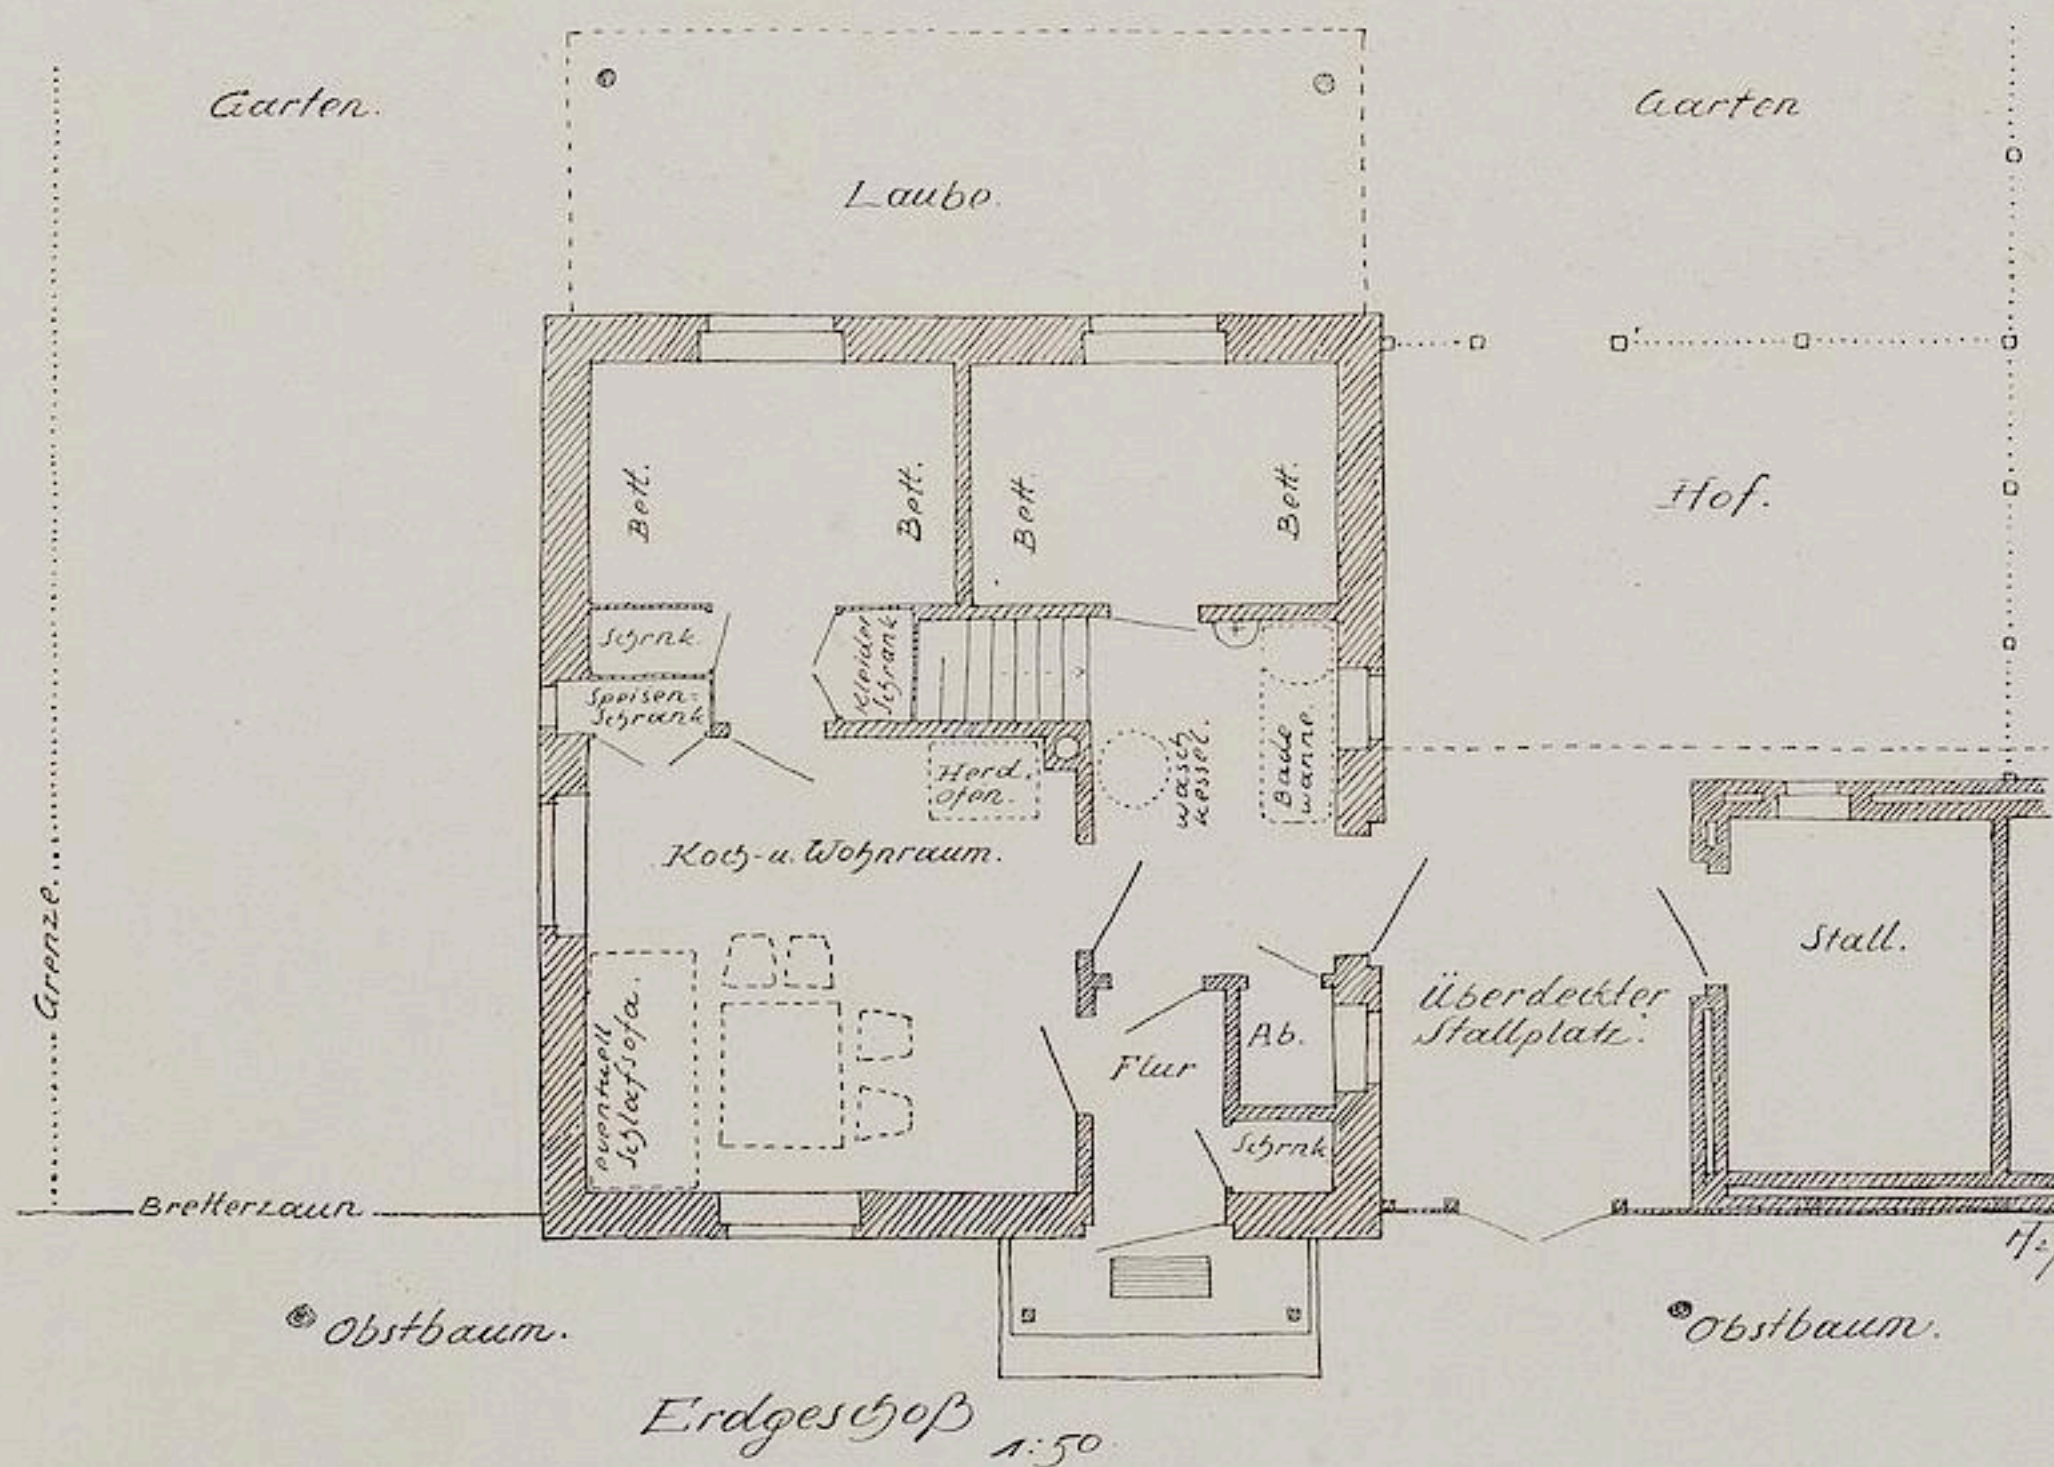 Garten.
Garten
Laube.
Hof.
Bett.
Bett.
Bett.
Bett.
Schrnk.
Kleider
Schrank
Speisen=
Schrank
Herd.
Ofen.
Wasch
kessel.
Bade
wanne.
Koch- u. Wohnraum.
Grenze.
Stall.
Überdeckter
Stallplatz.
eventuell
Schlafsofa.
Flur
Ab.
Schrnk
Bretterzaun
Obstbaum.
Obstbaum.
Erdgeschoß
1:50